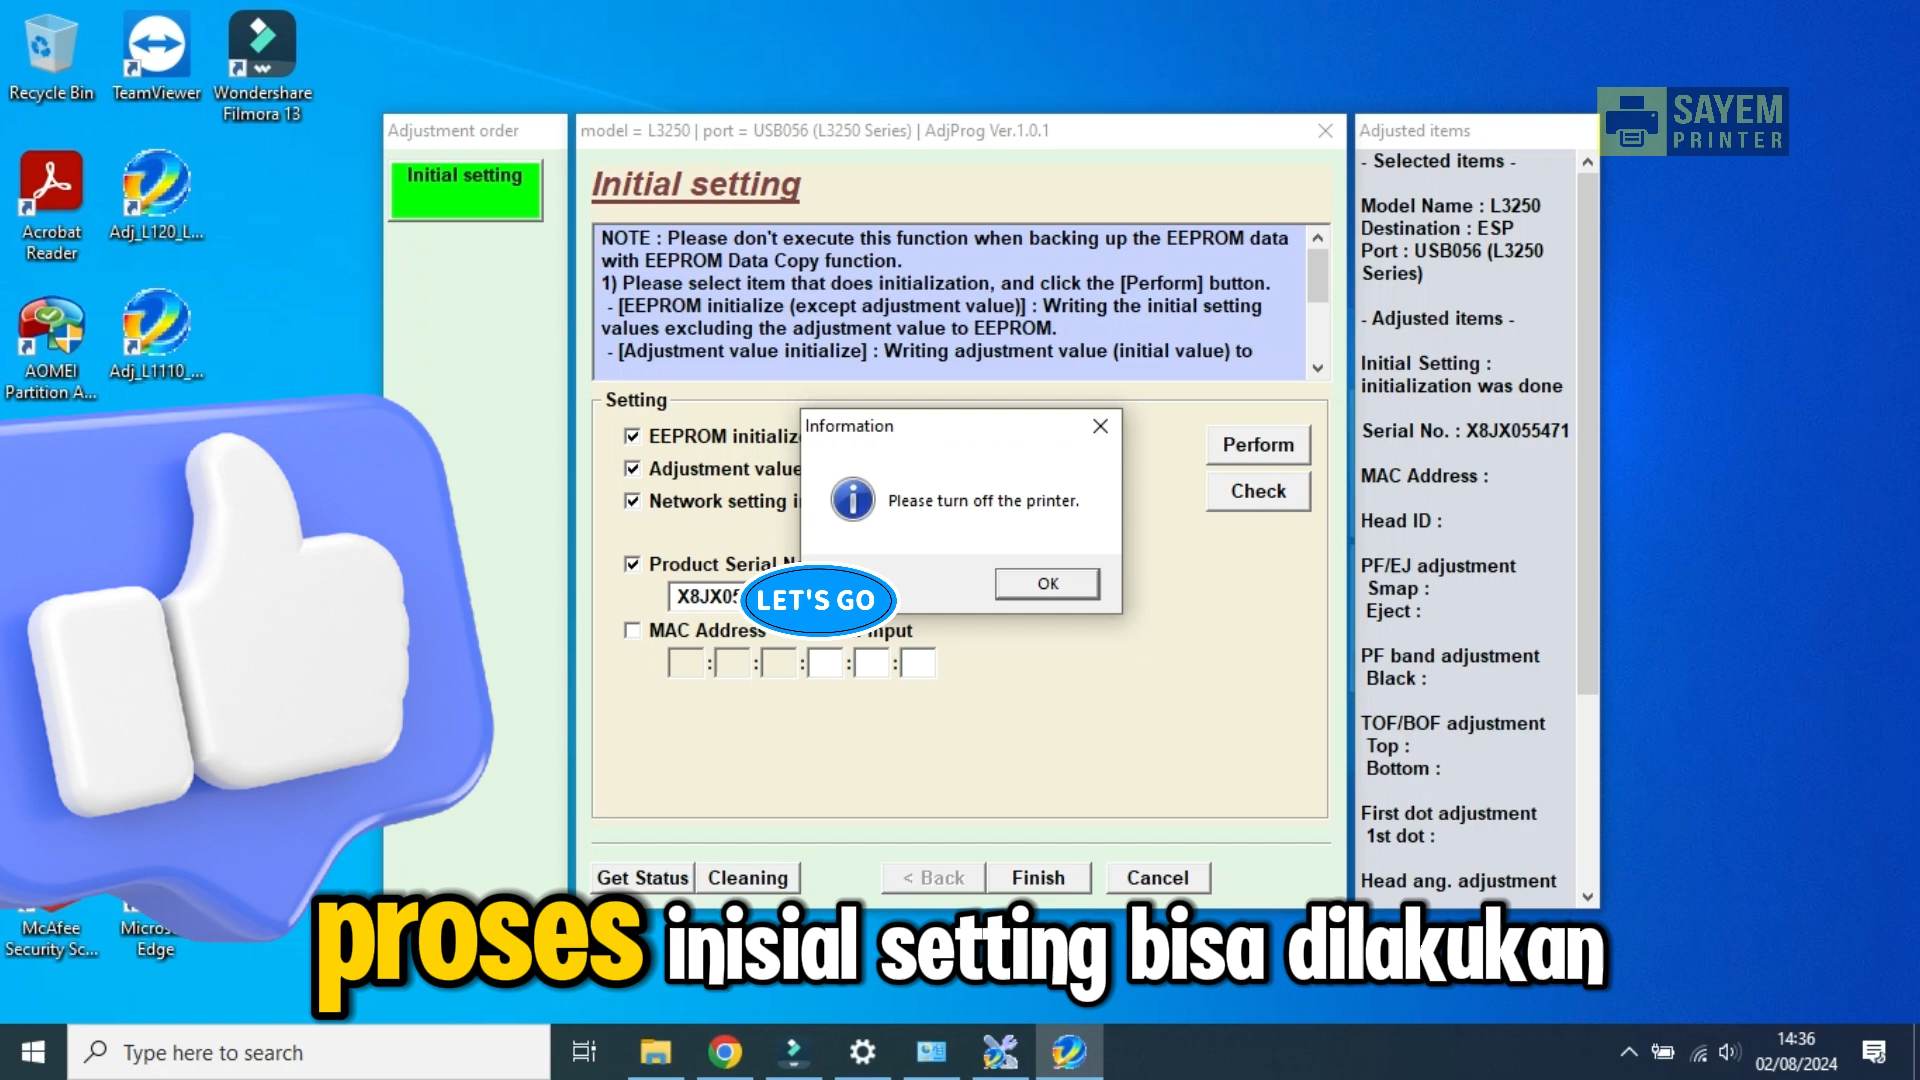 Recycle Bin
TeamViewer
Wondershare
Filmora 13
Acrobat
Reader
Adj_L120_L...
AOMEI
Partition A...
Adj_L1110_...
McAfee
Security Sc...
Edge
Adjustment order
Initial setting
model = L3250 | port = USB056 (L3250 Series) | AdjProg Ver.1.0.1
Initial setting
NOTE : Please don't execute this function when backing up the EEPROM data
with EEPROM Data Copy function.
1) Please select item that does initialization, and click the [Perform] button.
- [EEPROM initialize (except adjustment value)] : Writing the initial setting
values excluding the adjustment value to EEPROM.
- [Adjustment value initialize] : Writing adjustment value (initial value) to
Setting
EEPROM initialize
Adjustment value
Network setting
Product Serial
X8JX05
MAC Address
: : : : :
Perform
Check
Information
Please turn off the printer.
OK
LET'S GO
Get Status
Cleaning
< Back
Finish
Cancel
Adjusted items
- Selected items -
Model Name : L3250
Destination : ESP
Port : USB056 (L3250
Series)
- Adjusted items -
Initial Setting :
initialization was done
Serial No. : X8JX055471
MAC Address :
Head ID :
PF/EJ adjustment
Smap :
Eject :
PF band adjustment
Black :
TOF/BOF adjustment
Top :
Bottom :
First dot adjustment
1st dot :
Head ang. adjustment
SAYEM
PRINTER
proses inisial setting bisa dilakukan
Type here to search
14:36
02/08/2024